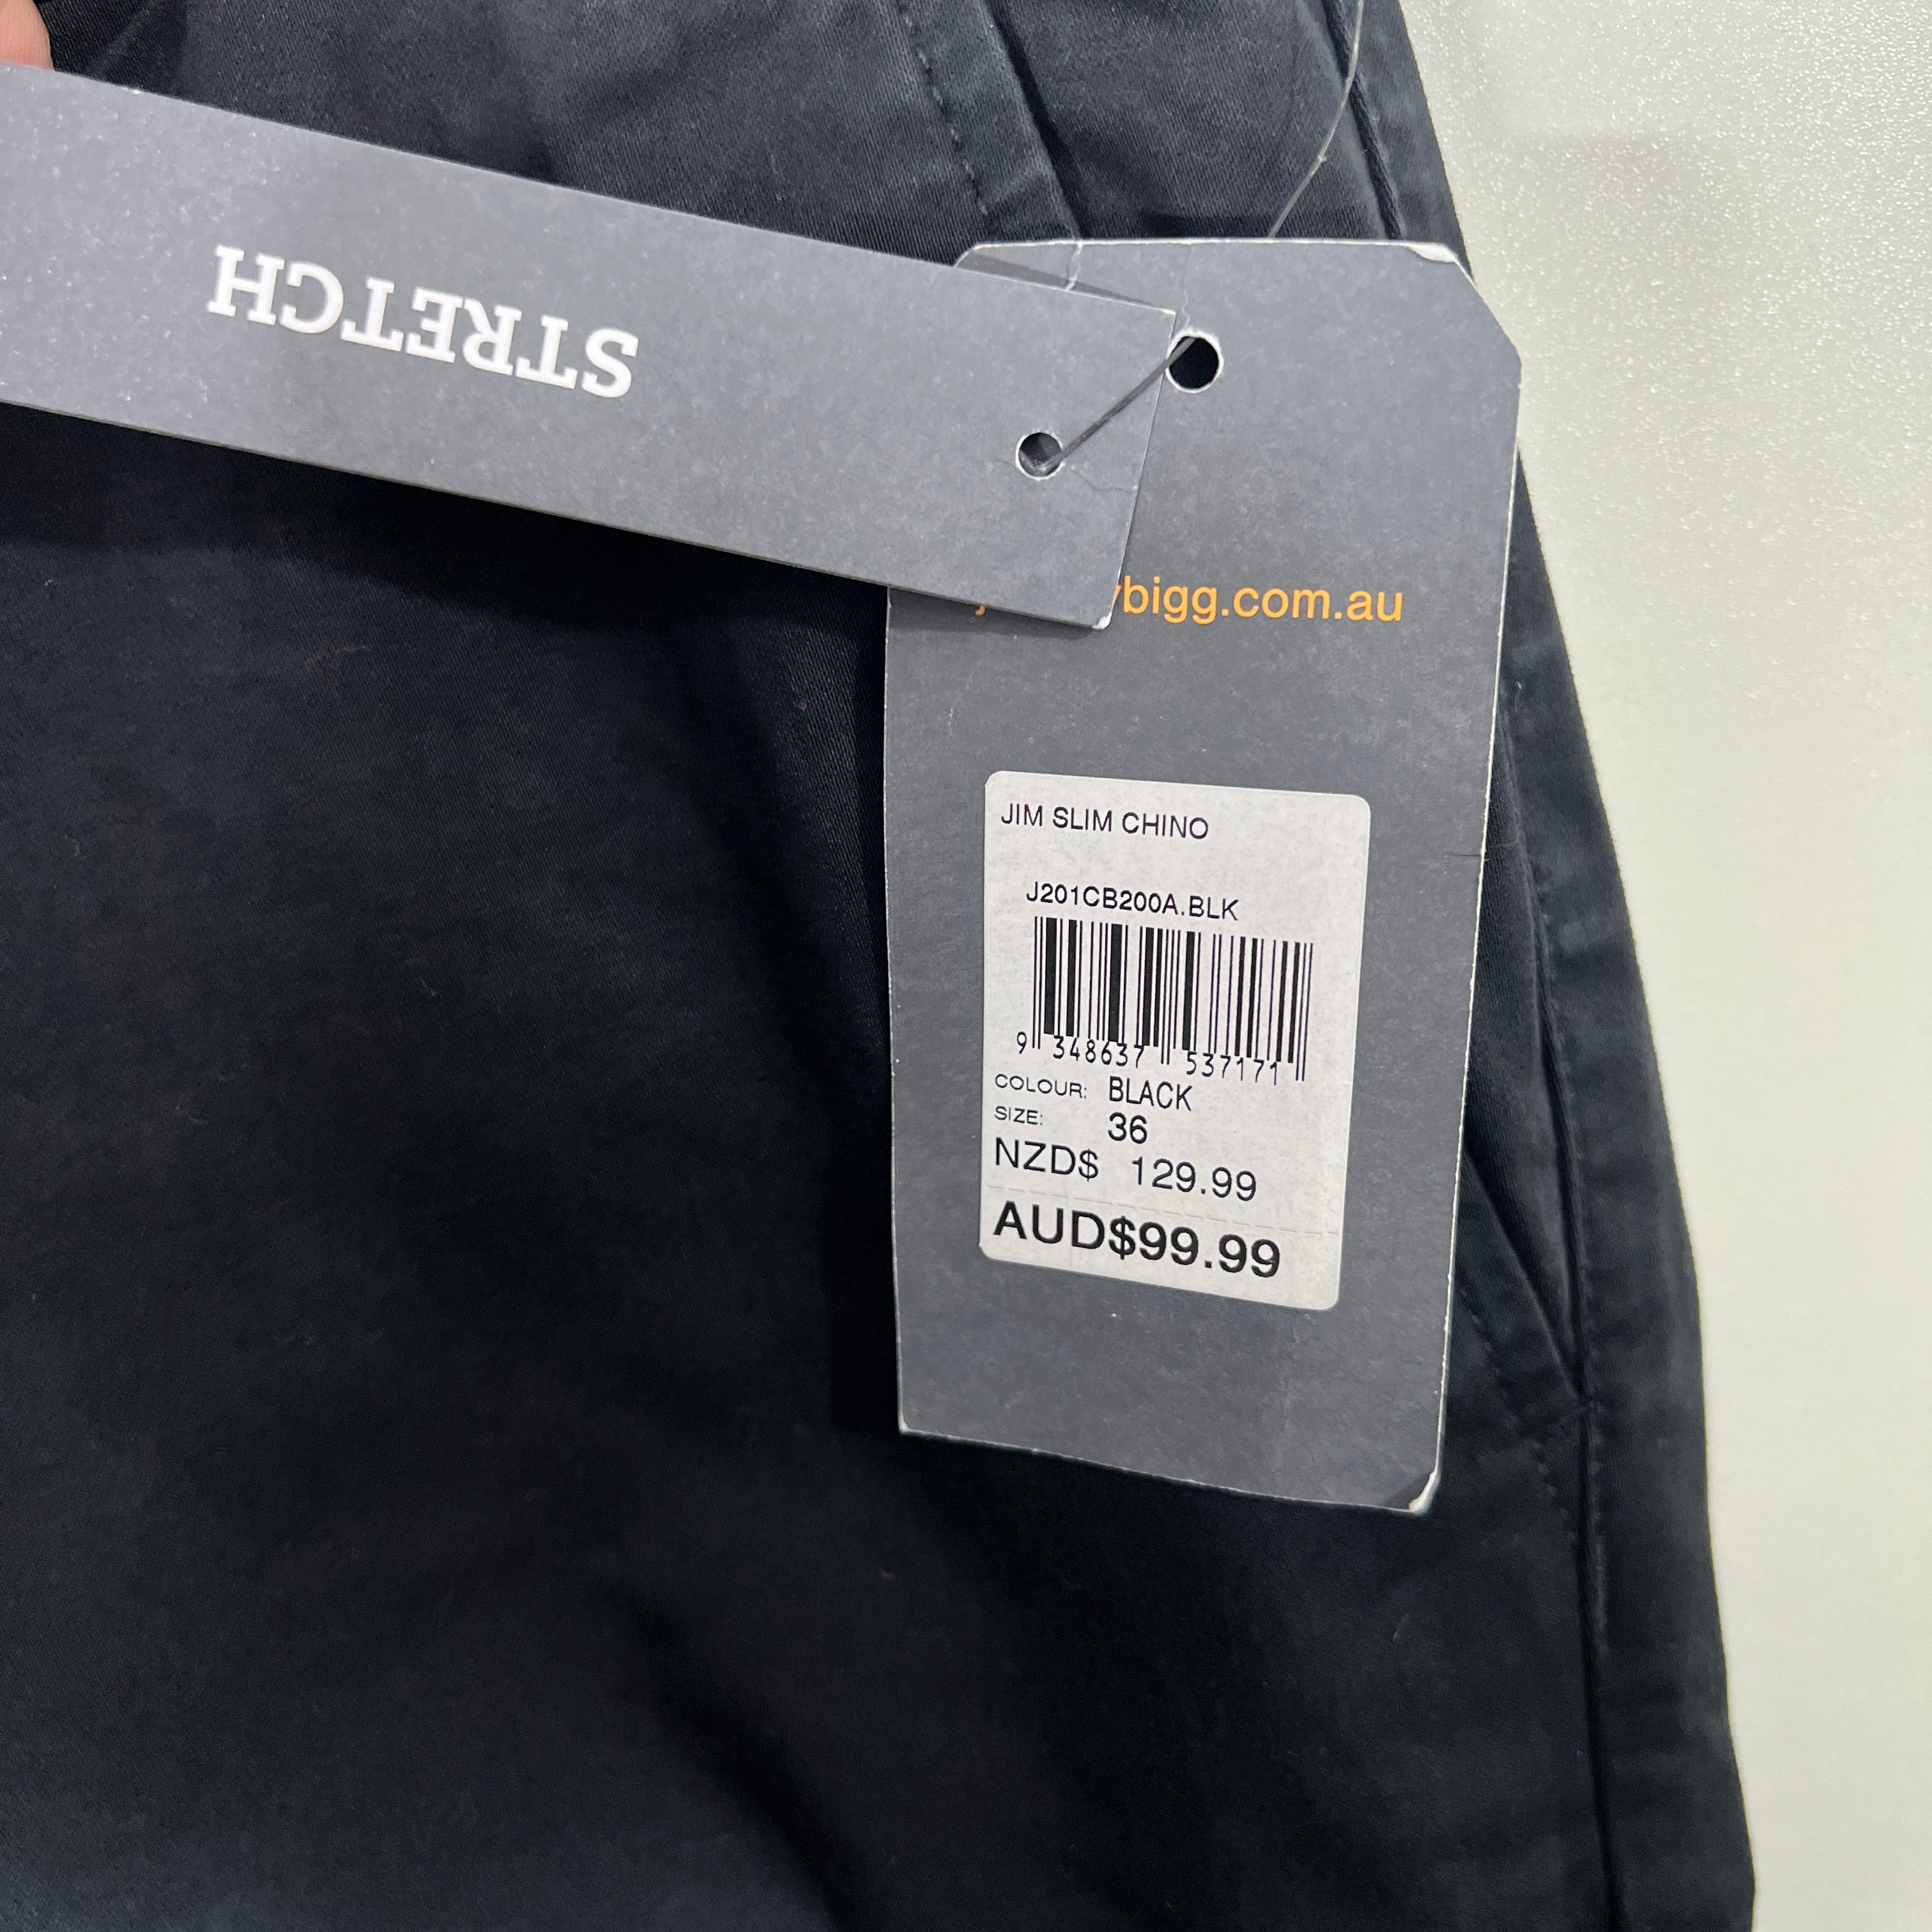 STRETCH
bigg.com.au
JIM SLIM CHINO
J201CB200A.BLK
9 348637 537171
COLOUR: BLACK
SIZE: 36
NZD$ 129.99
AUD$99.99